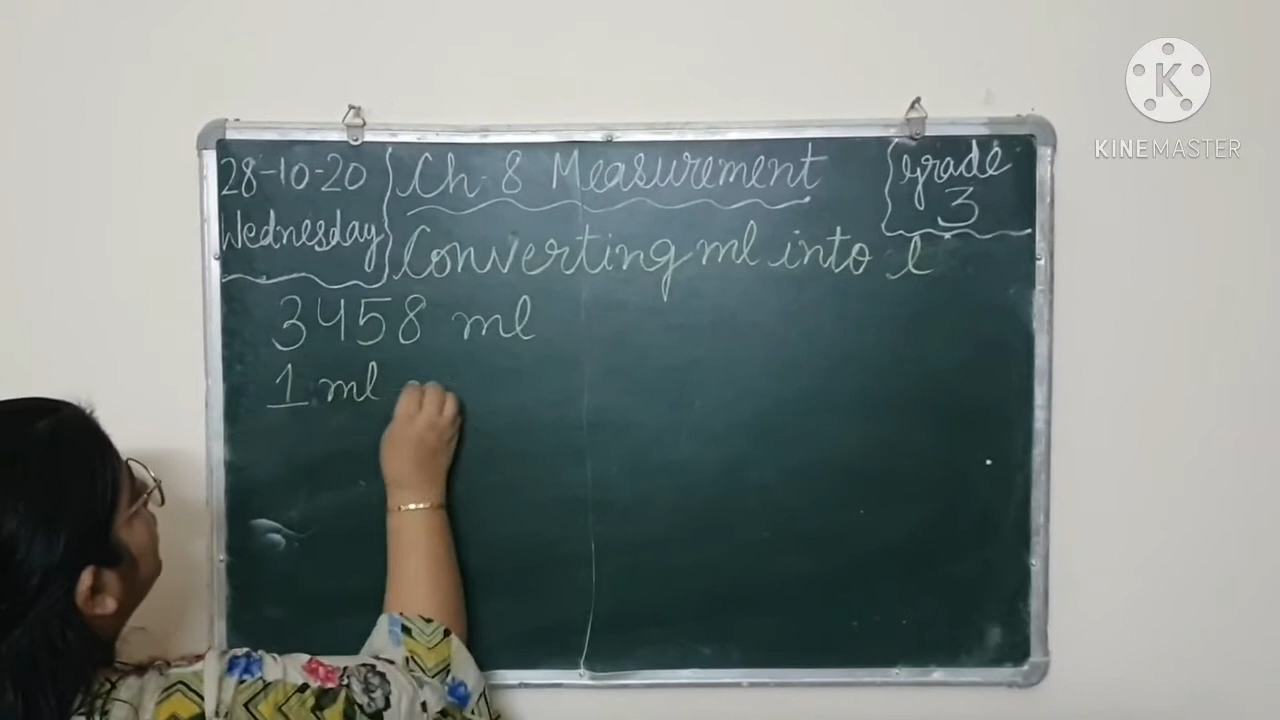 28-10-20
Wednesday
Ch-8 Measurement
Grade
3
Converting ml into l
3458 ml
1 ml
K
KINEMASTER